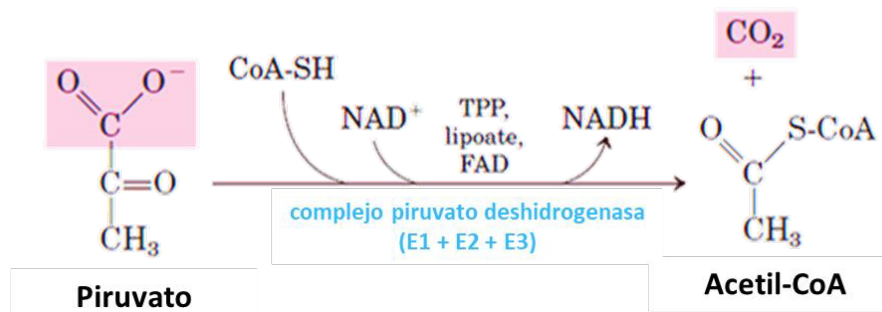 CO2
+
O O−
C
C=O
CH3
CoA-SH
NAD+
TPP,
lipoate,
FAD
NADH
complejo piruvato deshidrogenasa
(E1 + E2 + E3)
O S-CoA
C
CH3
Piruvato
Acetil-CoA